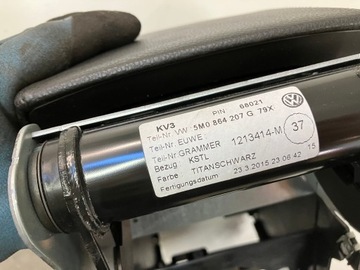 KV3 PIN 68021
Teil-Nr. VW: 5M0 864 207 G 79X
Teil-Nr. EUWE:
Teil-Nr. GRAMMER 1213414-M 37
Bezug KSTL
Farbe TITANSCHWARZ
Fertigungsdatum 23.3.2015 23:06:42 15